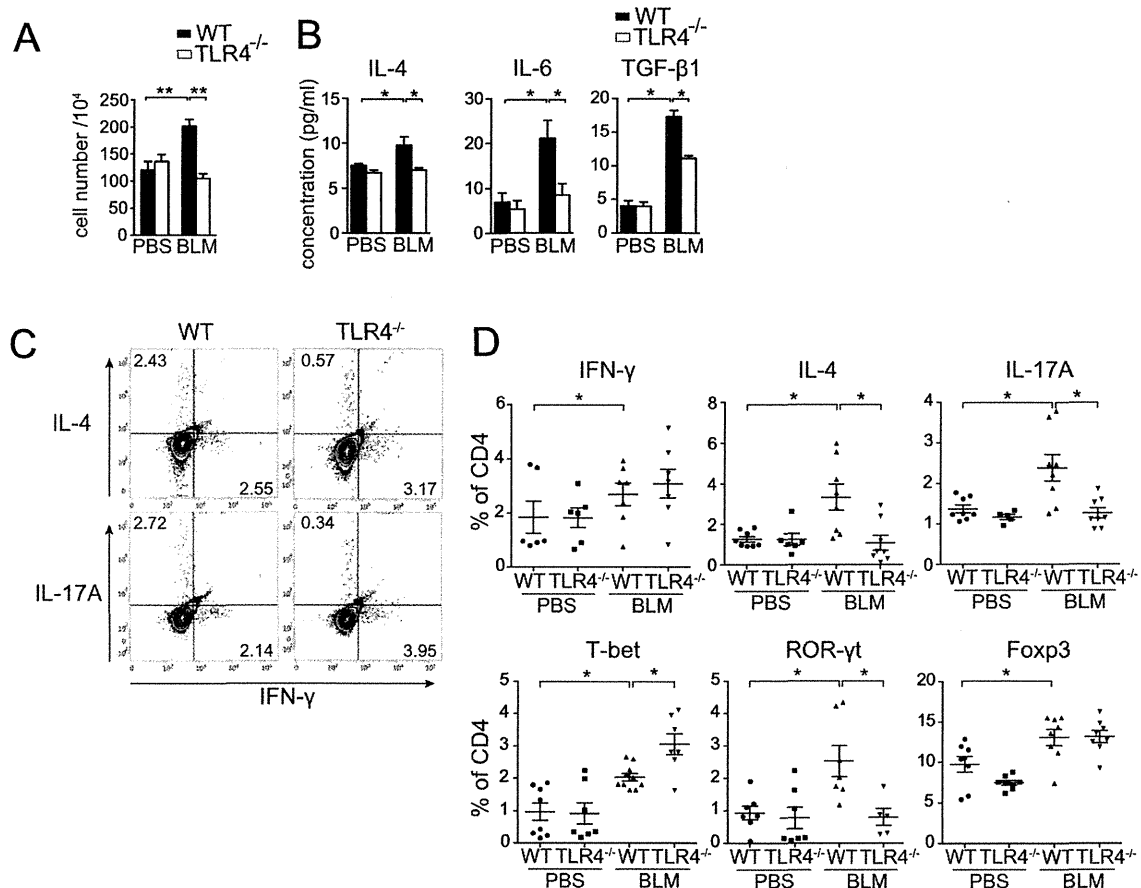 A
WT
TLR4-/-
** **
cell number /10⁴
250
200
150
100
50
0
PBS BLM
B
WT
TLR4-/-
IL-4
IL-6
TGF-β1
concentration (pg/ml)
* *
15
10
5
0
PBS BLM
* *
30
20
10
0
PBS BLM
* *
20
15
10
5
0
PBS BLM
C
WT
TLR4-/-
IL-4
2.43
2.55
0.57
3.17
IL-17A
2.72
2.14
0.34
3.95
IFN-γ
D
IFN-γ
% of CD4
*
6
4
2
0
WT TLR4-/- WT TLR4-/-
PBS BLM
IL-4
* *
8
6
4
2
0
WT TLR4-/- WT TLR4-/-
PBS BLM
IL-17A
* *
4
3
2
1
0
WT TLR4-/- WT TLR4-/-
PBS BLM
T-bet
% of CD4
* *
5
4
3
2
1
0
WT TLR4-/- WT TLR4-/-
PBS BLM
ROR-γt
* *
5
4
3
2
1
0
WT TLR4-/- WT TLR4-/-
PBS BLM
Foxp3
*
20
15
10
5
0
WT TLR4-/- WT TLR4-/-
PBS BLM